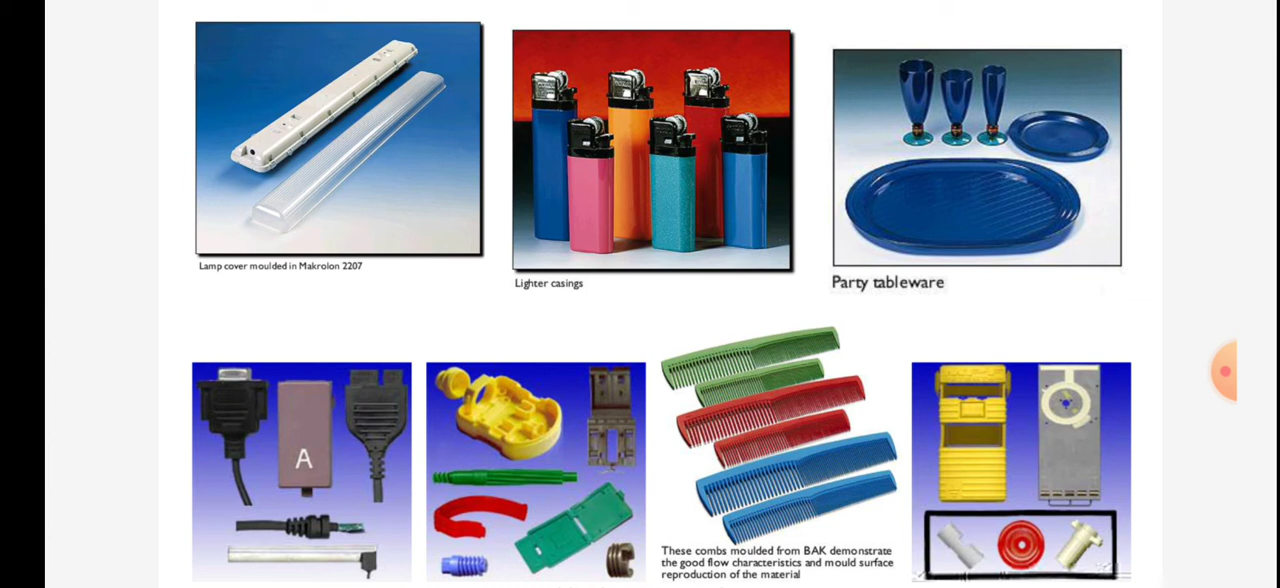 Lamp cover moulded in Makrolon 2207
Lighter casings
Party tableware
A
These combs moulded from BAK demonstrate
the good flow characteristics and mould surface
reproduction of the material